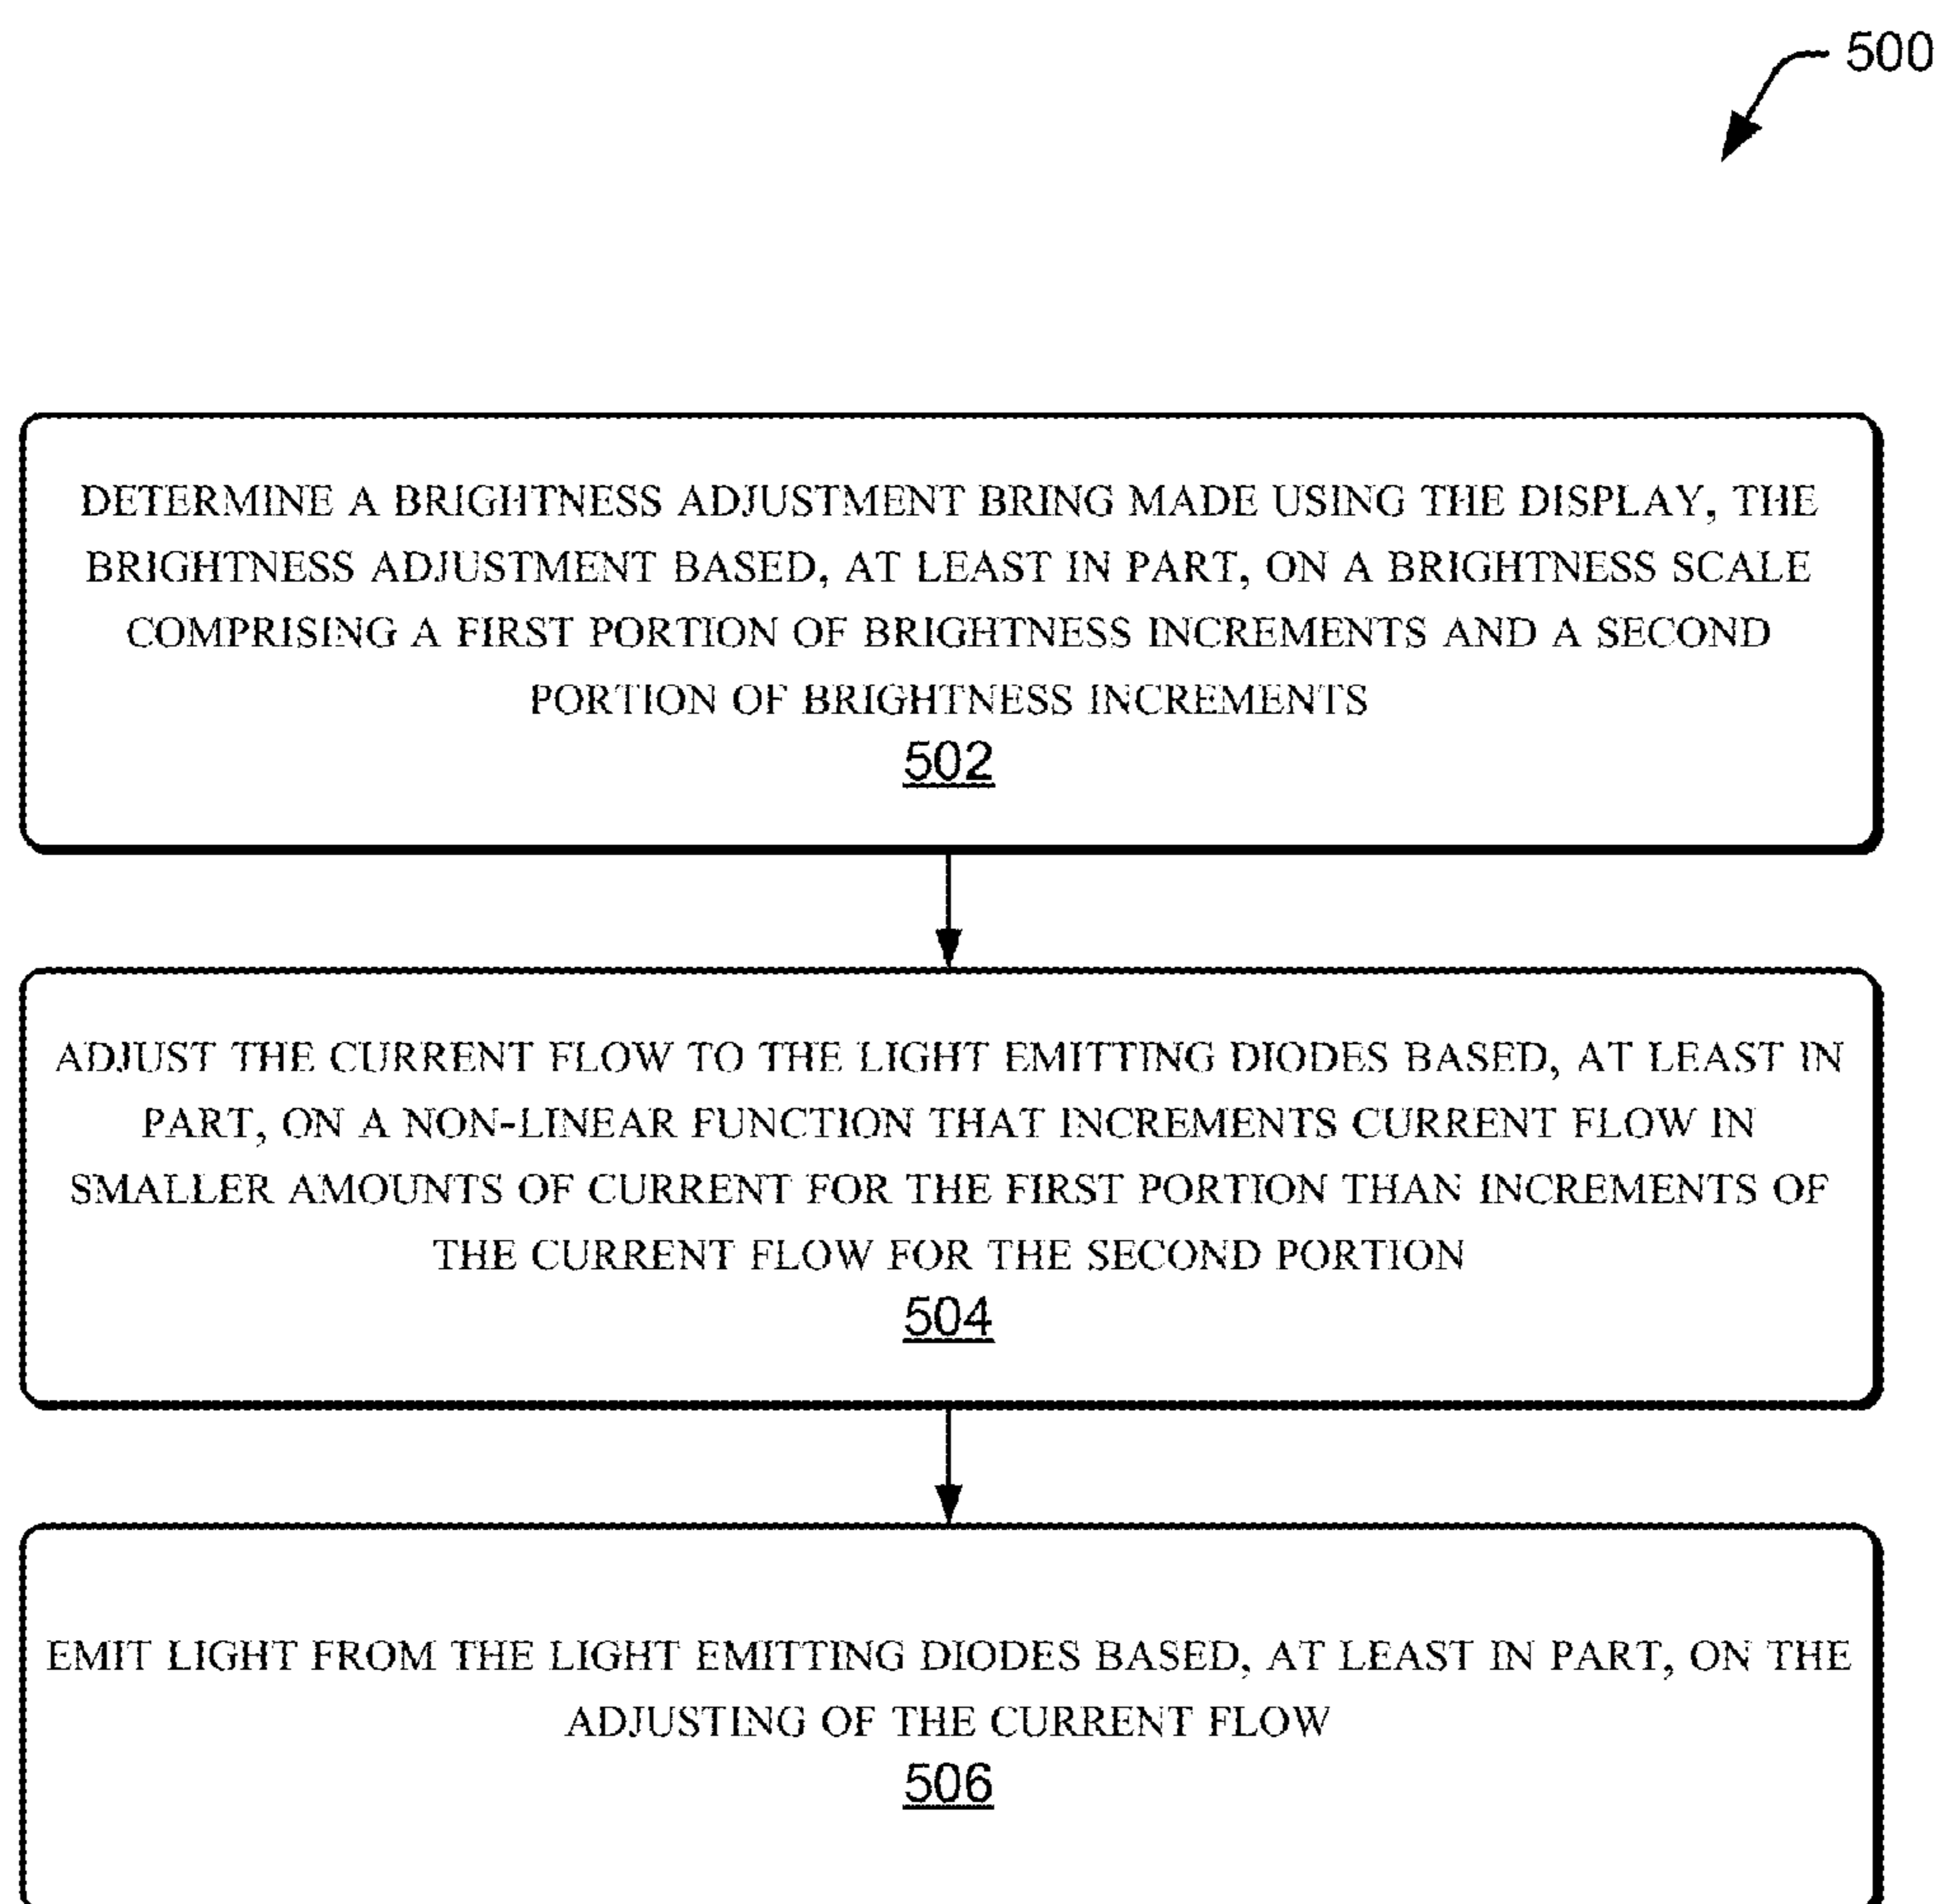 500
DETERMINE A BRIGHTNESS ADJUSTMENT BRING MADE USING THE DISPLAY, THE
BRIGHTNESS ADJUSTMENT BASED, AT LEAST IN PART, ON A BRIGHTNESS SCALE
COMPRISING A FIRST PORTION OF BRIGHTNESS INCREMENTS AND A SECOND
PORTION OF BRIGHTNESS INCREMENTS
502
ADJUST THE CURRENT FLOW TO THE LIGHT EMITTING DIODES BASED, AT LEAST IN
PART, ON A NON-LINEAR FUNCTION THAT INCREMENTS CURRENT FLOW IN
SMALLER AMOUNTS OF CURRENT FOR THE FIRST PORTION THAN INCREMENTS OF
THE CURRENT FLOW FOR THE SECOND PORTION
504
EMIT LIGHT FROM THE LIGHT EMITTING DIODES BASED, AT LEAST IN PART, ON THE
ADJUSTING OF THE CURRENT FLOW
506